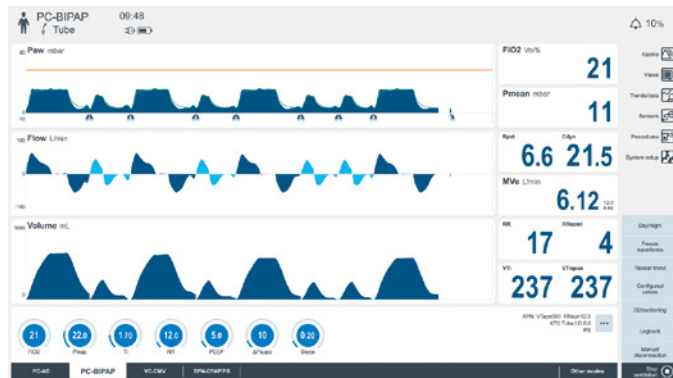 PC-BIPAP
09:48
Tube
10%
Paw mbar
60
-10
FiO2 Vol%
21
Pmean mbar
11
Flow L/min
Rpat
Cdyn
6.6
21.5
MVe L/min
6.12
Volume mL
RR
RRspon
17
4
VTi
VTispon
237
237
Alarms
Views
Trends/data
Sensors
Procedures
System setup
Day/night
Freeze
waveforms
Tabular trend
Configured
values
Logbook
Manual
disconnection
21
22.0
1.70
12.0
5.0
10
0.20
FiO2
Pinsp
Ti
RR
PEEP
Slope
...
PC-AC
PC-BIPAP
VC-CMV
SPN-CPAP/PS
Other modes
Stop
ventilation